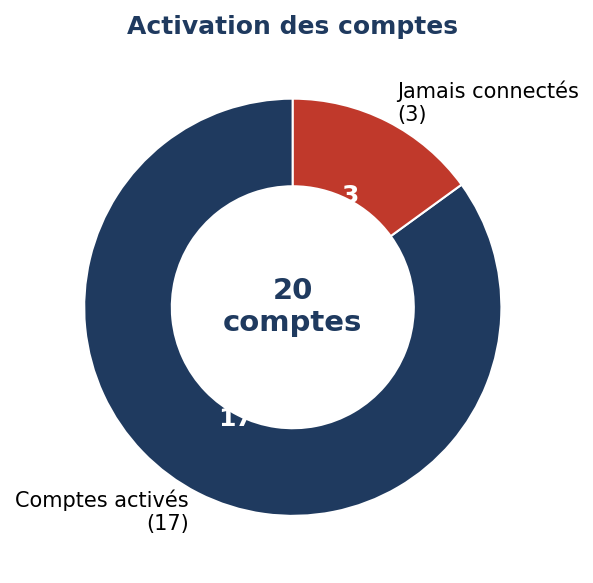 Activation des comptes
Jamais connectés
(3)
3
20
comptes
17
Comptes activés
(17)